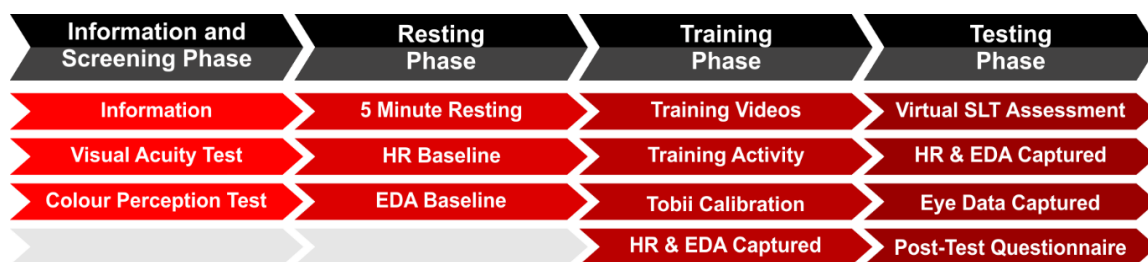 Information and
Screening Phase
Resting
Phase
Training
Phase
Testing
Phase
Information
5 Minute Resting
Training Videos
Virtual SLT Assessment
Visual Acuity Test
HR Baseline
Training Activity
HR & EDA Captured
Colour Perception Test
EDA Baseline
Tobii Calibration
Eye Data Captured
HR & EDA Captured
Post-Test Questionnaire